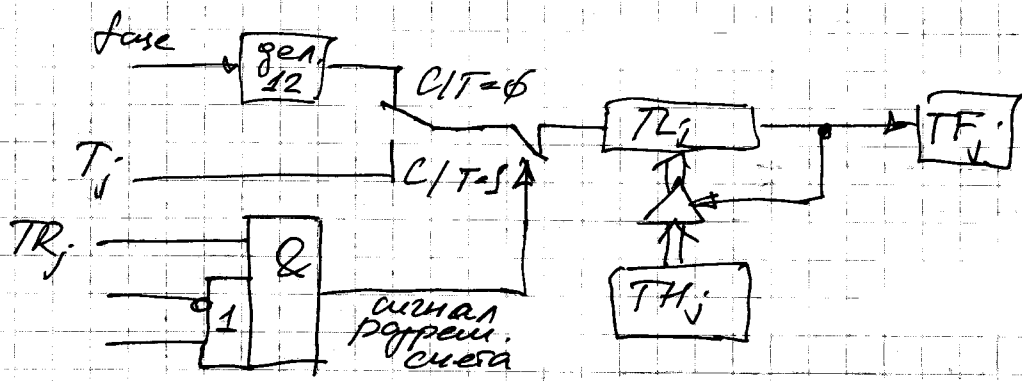 fosc
дел.
12
C/T=0
TLj
TFj
Tj
C/T=1
TRj
&
1
сигнал
разреш.
счета
THj